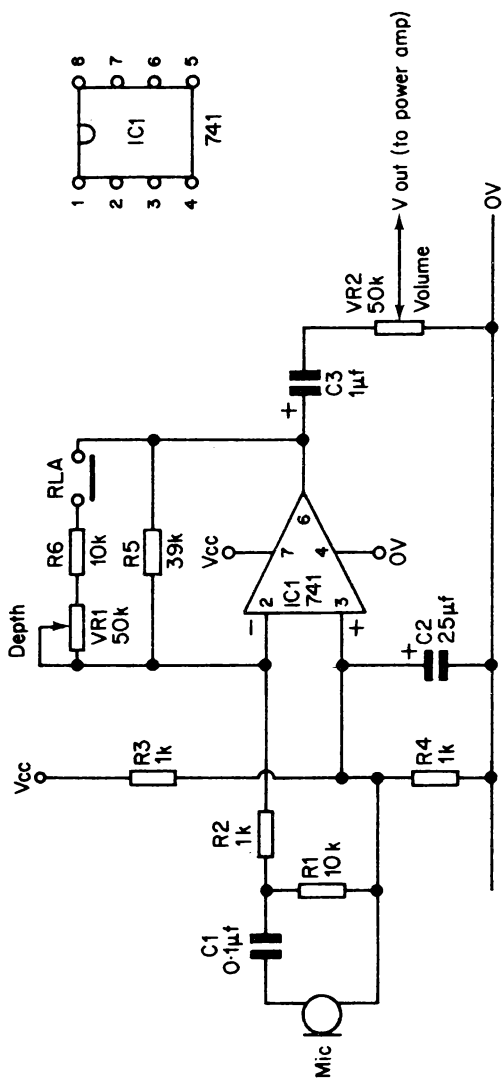 1
2
3
4
8
7
6
5
IC1
741
Depth
VR1
50k
R6
10k
RLA
R5
39k
Vcc
R3
1k
Vcc
2
−
7
IC1
741
6
3
+
4
0V
+
C3
1μf
VR2
50k
Volume
V out (to power amp)
R2
1k
C1
0·1μf
R1
10k
Mic
R4
1k
+
C2
25μf
0V